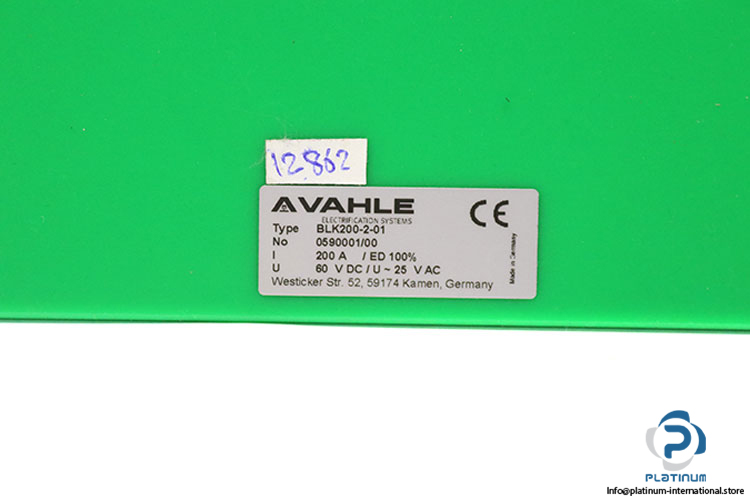 12862
VAHLE
ELECTRIFICATION SYSTEMS
CE
Type BLK200-2-01
No 0590001/00
I 200 A / ED 100%
U 60 V DC / U ~ 25 V AC
Westicker Str. 52, 59174 Kamen, Germany
Made in Germany
PLATINUM
Info@platinum-international.store